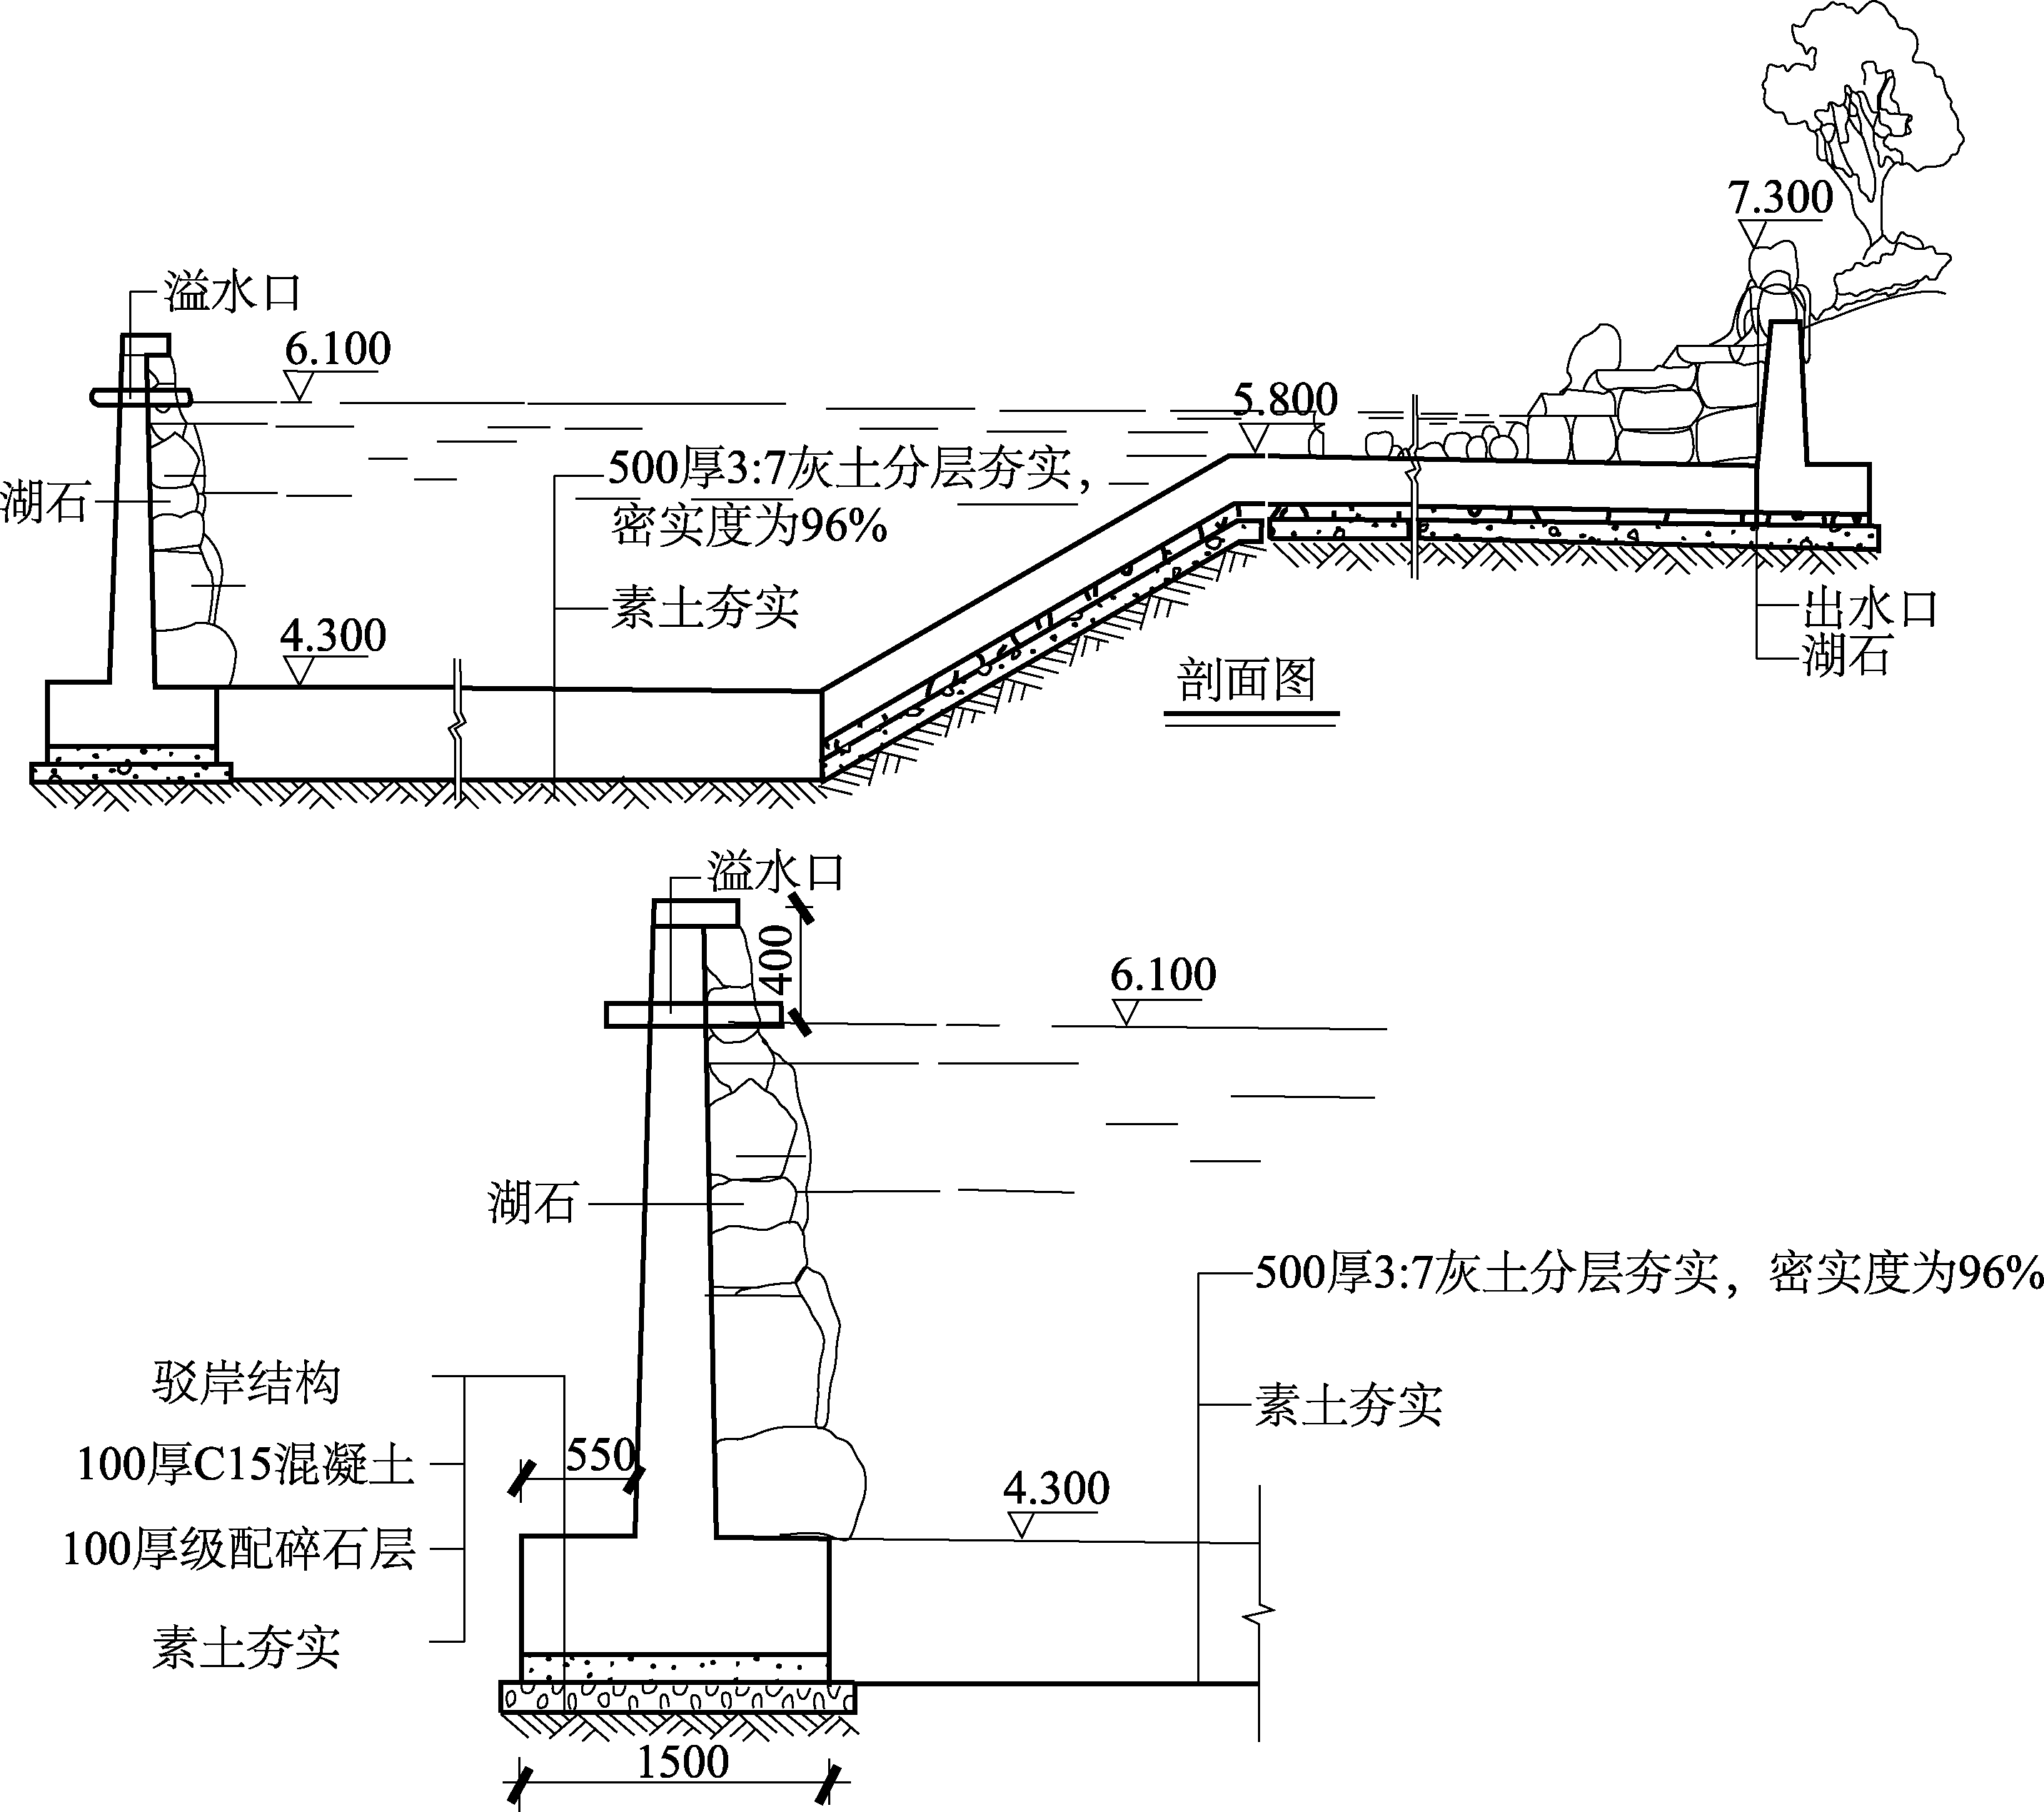 7.300
溢水口
6.100
5.800
500厚3:7灰土分层夯实，
密实度为96%
湖石
素土夯实
出水口
4.300
湖石
剖面图
溢水口
400
6.100
湖石
500厚3:7灰土分层夯实，密实度为96%
驳岸结构
素土夯实
550
100厚C15混凝土
4.300
100厚级配碎石层
素土夯实
1500